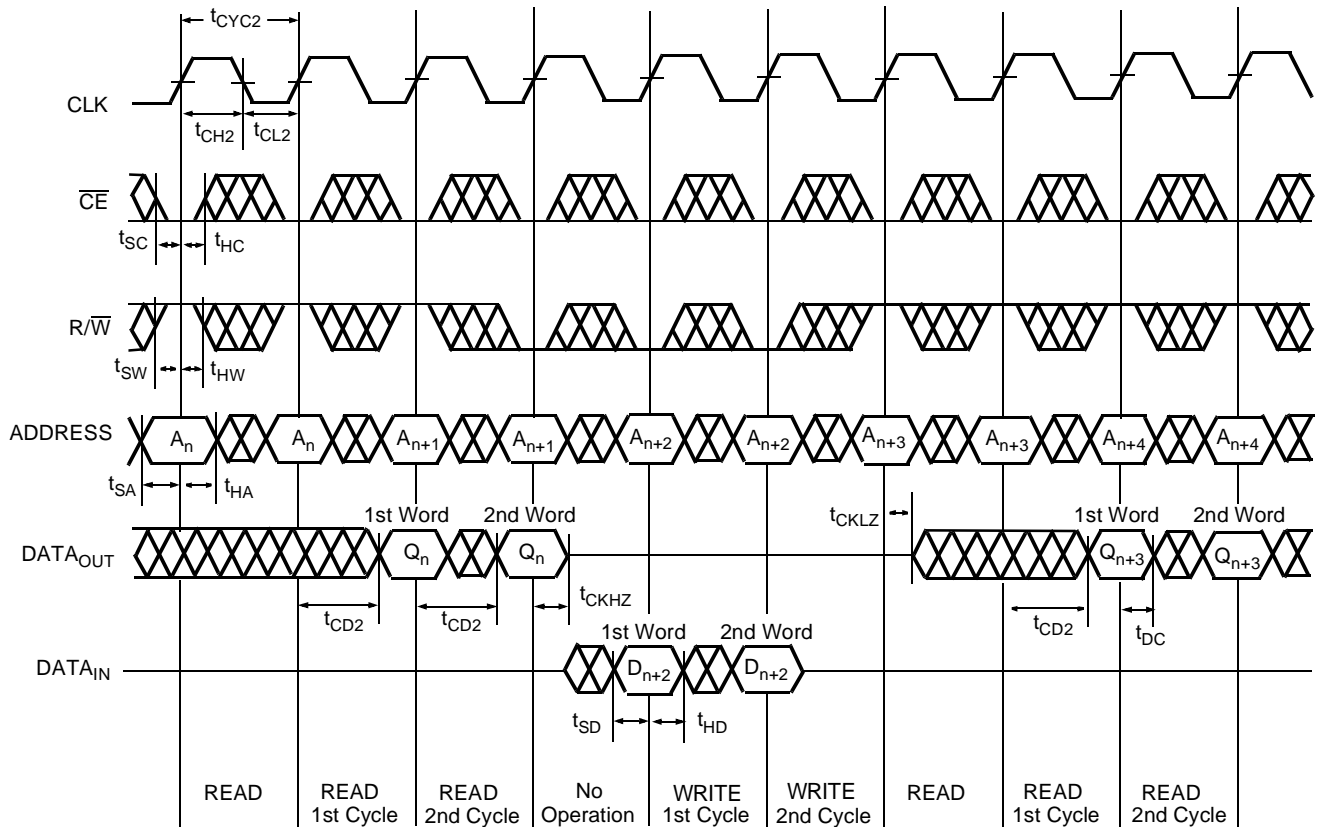 tCYC2
CLK
tCH2 tCL2
CE
tSC tHC
R/W
tSW tHW
ADDRESS An An An+1 An+1 An+2 An+2 An+3 An+3 An+4 An+4
tSA tHA
1st Word 2nd Word tCKLZ 1st Word 2nd Word
DATAOUT Qn Qn Qn+3 Qn+3
tCD2 tCD2 tCKHZ tCD2 tDC
1st Word 2nd Word
DATAIN Dn+2 Dn+2
tSD tHD
READ READ READ No WRITE WRITE READ READ READ
1st Cycle 2nd Cycle Operation 1st Cycle 2nd Cycle 1st Cycle 2nd Cycle